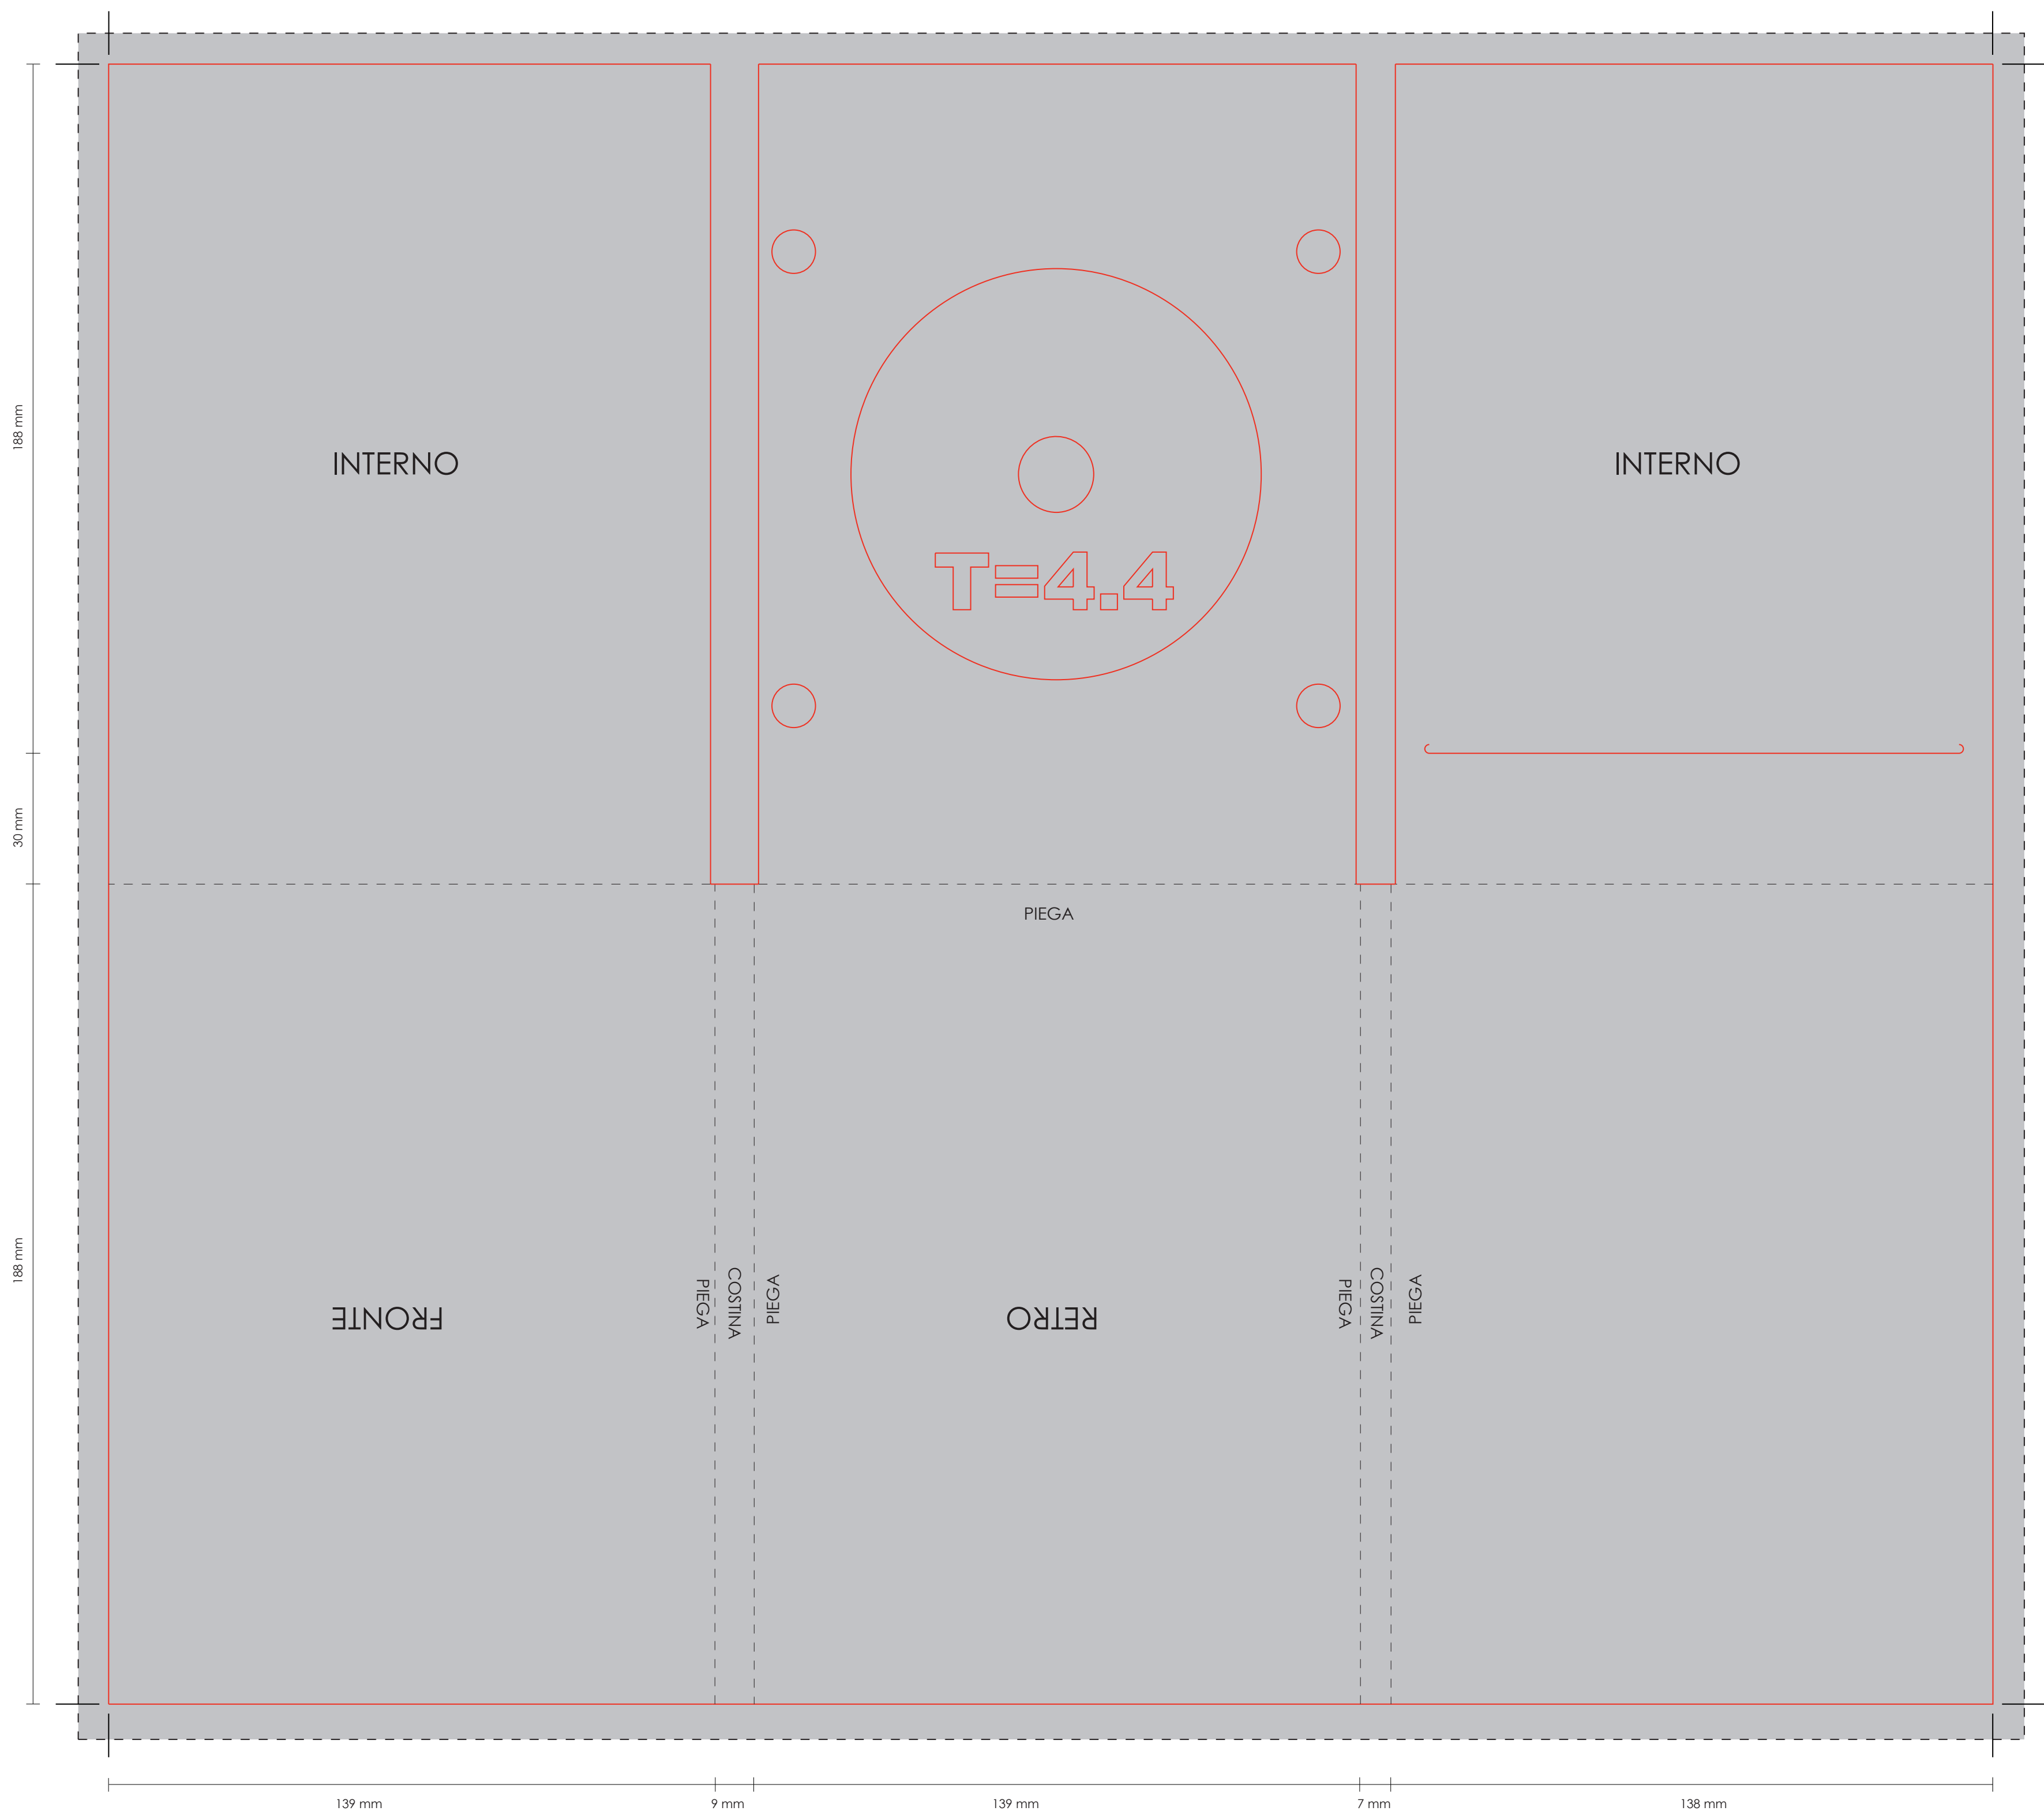 188 mm
INTERNO
INTERNO
T=4.4
30 mm
PIEGA
188 mm
FRONTE
PIEGA
COSTINA
PIEGA
RETRO
PIEGA
COSTINA
PIEGA
139 mm
9 mm
139 mm
7 mm
138 mm